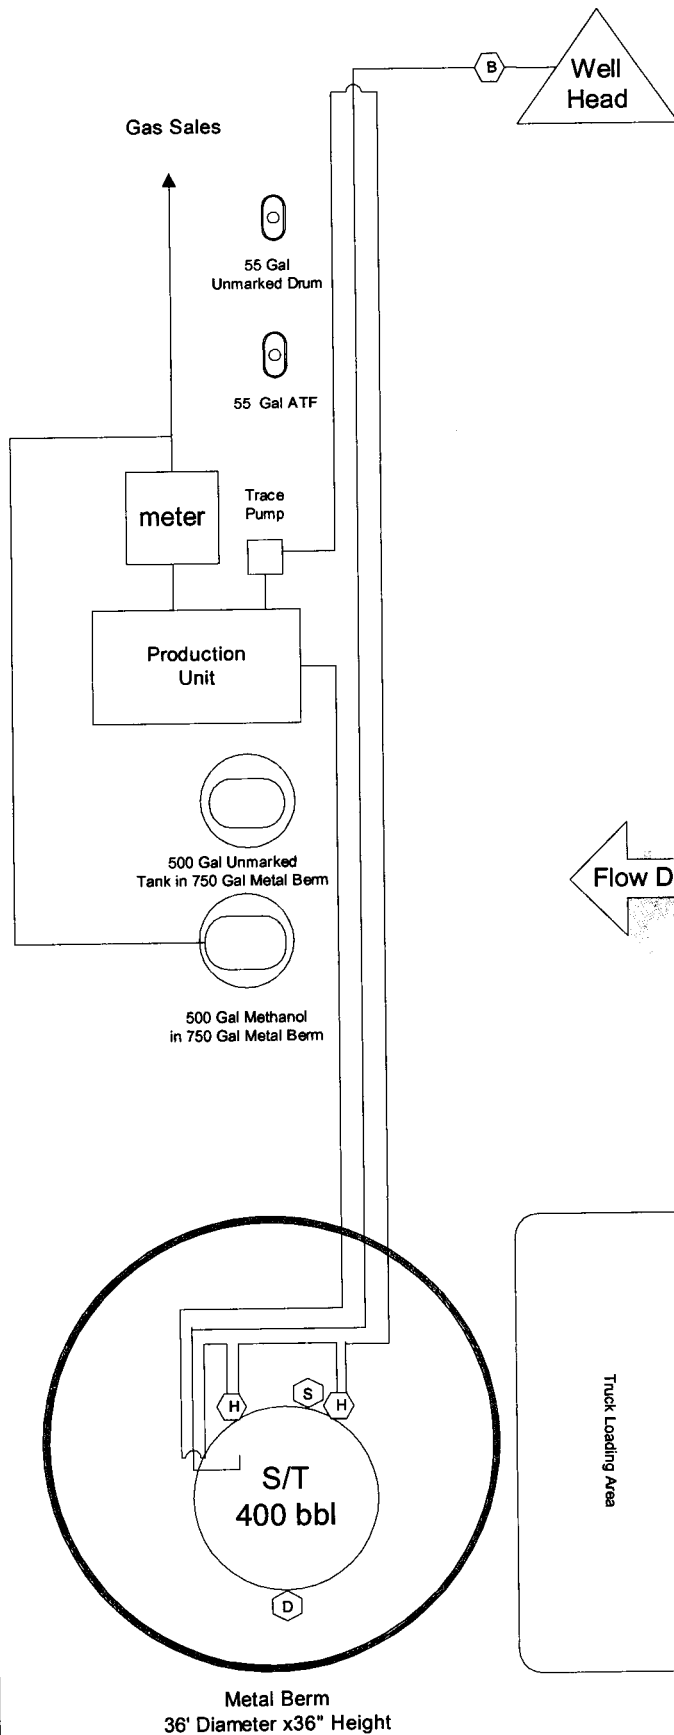 B
Well
Head
Gas Sales
55 Gal
Unmarked Drum
55 Gal ATF
Trace
Pump
meter
Production
Unit
500 Gal Unmarked
Tank in 750 Gal Metal Berm
Flow D
500 Gal Methanol
in 750 Gal Metal Berm
H
S
H
Truck Loading Area
S/T
400 bbl
D
Metal Berm
36' Diameter x36" Height